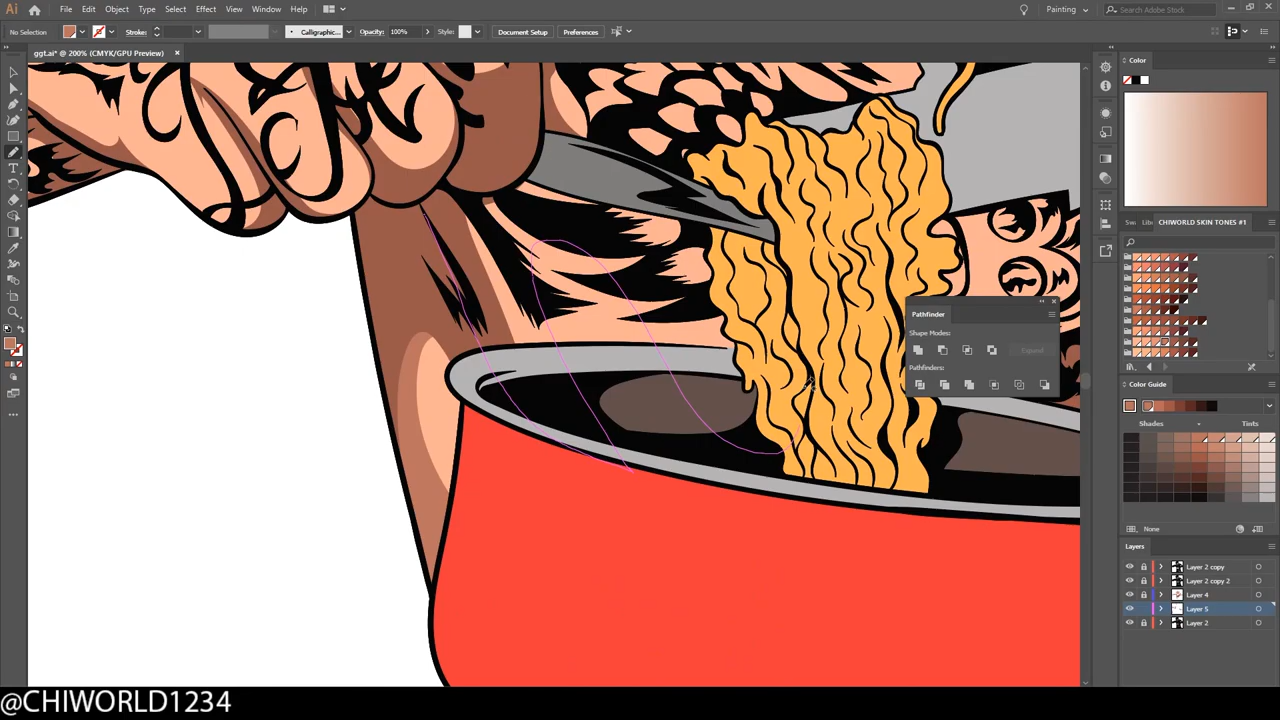 Ai File Edit Object Type Select Effect View Window Help Painting Search Adobe Stock
No Selection Stroke: Calligraphic... Opacity: 100% Style: Document Setup Preferences
ggt.ai* @ 200% (CMYK/GPU Preview)
Color
Sw: Lib CHIWORLD SKIN TONES #1
Pathfinder
Shape Modes:
Expand
Pathfinders:
Color Guide
Shades Tints
None
Layers
Layer 2 copy
Layer 2 copy 2
Layer 4
Layer 5
Layer 2
@CHIWORLD1234